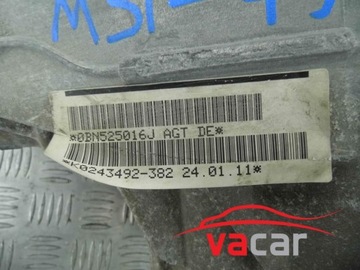 *0BN525016J AGT DE*
*K0243492-382 24.01.11*
vacar